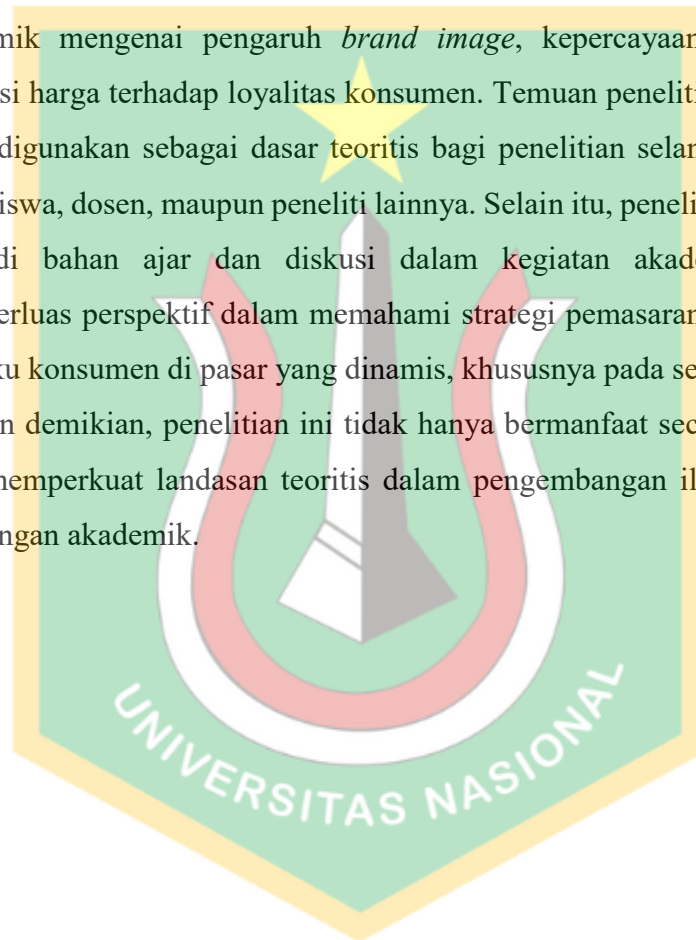 mik mengenai pengaruh brand image, kepercayaan
si harga terhadap loyalitas konsumen. Temuan peneliti
digunakan sebagai dasar teoritis bagi penelitian selan
iswa, dosen, maupun peneliti lainnya. Selain itu, peneli
di bahan ajar dan diskusi dalam kegiatan akad
erluas perspektif dalam memahami strategi pemasaran
ku konsumen di pasar yang dinamis, khususnya pada se
n demikian, penelitian ini tidak hanya bermanfaat sec
memperkuat landasan teoritis dalam pengembangan il
ngan akademik.
UNIVERSITAS NASIONAL